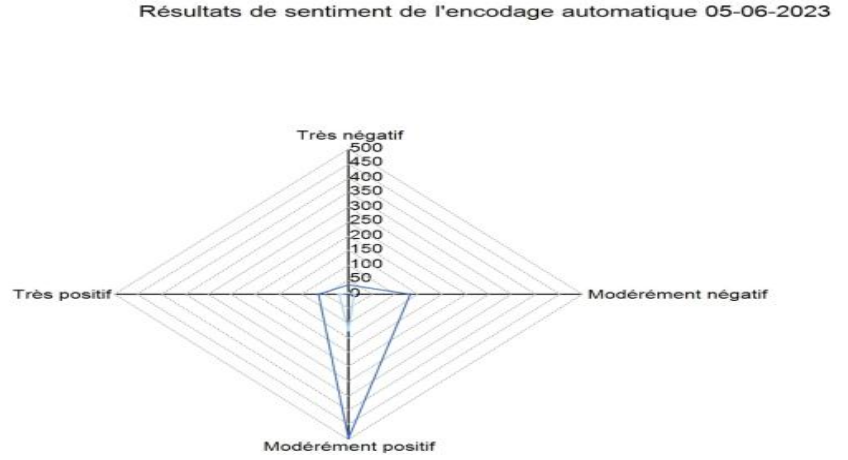 Résultats de sentiment de l'encodage automatique 05-06-2023
Très négatif
500
450
400
350
300
250
200
150
100
50
0
Très positif
Modérément négatif
Modérément positif